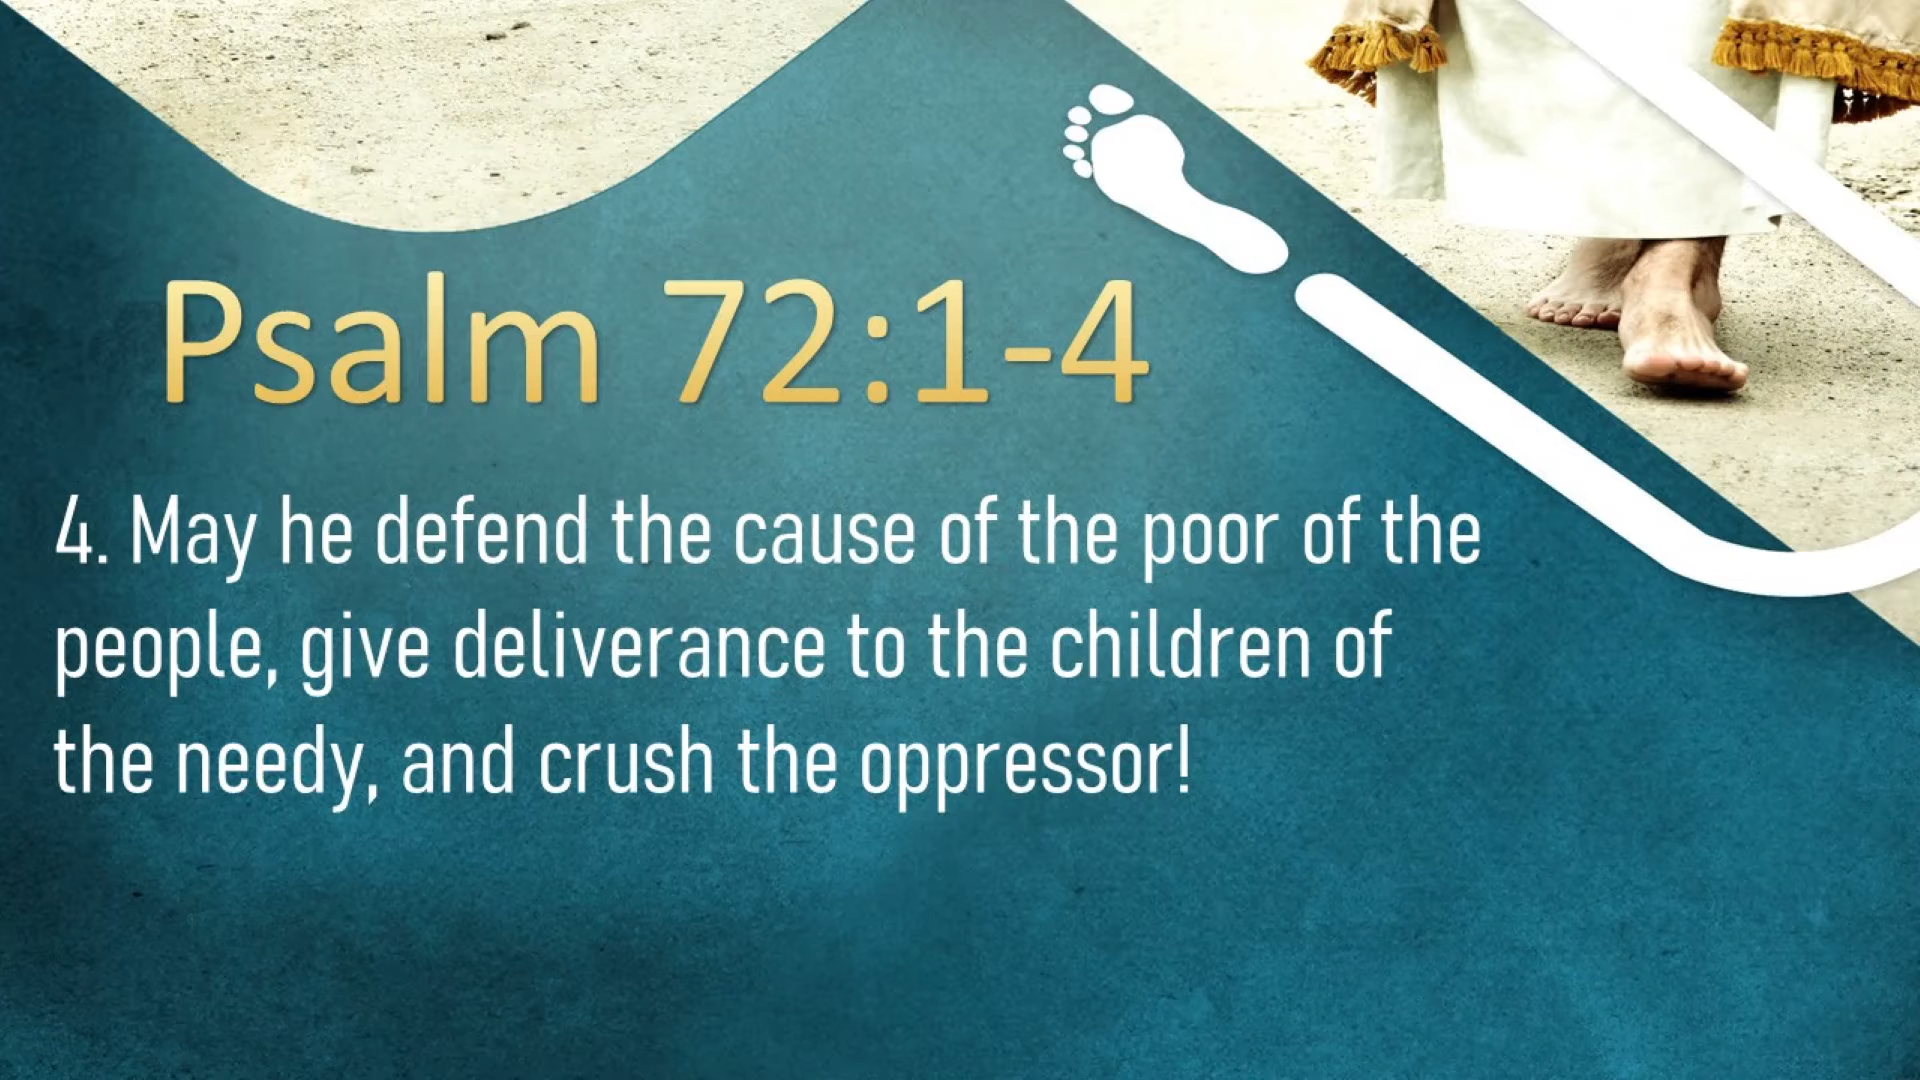 Psalm 72:1-4
4. May he defend the cause of the poor of the
people, give deliverance to the children of
the needy, and crush the oppressor!